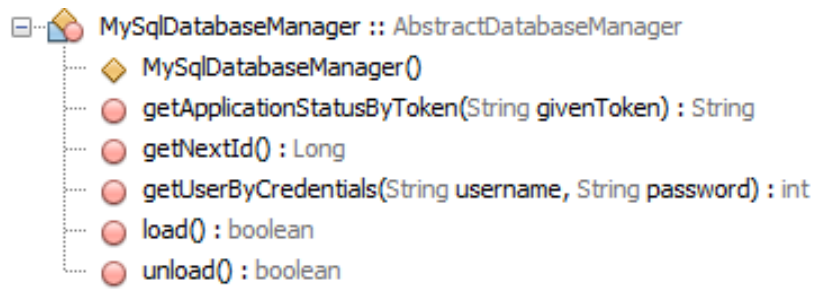 MySqlDatabaseManager :: AbstractDatabaseManager
MySqlDatabaseManager()
getApplicationStatusByToken(String givenToken) : String
getNextId() : Long
getUserByCredentials(String username, String password) : int
load() : boolean
unload() : boolean